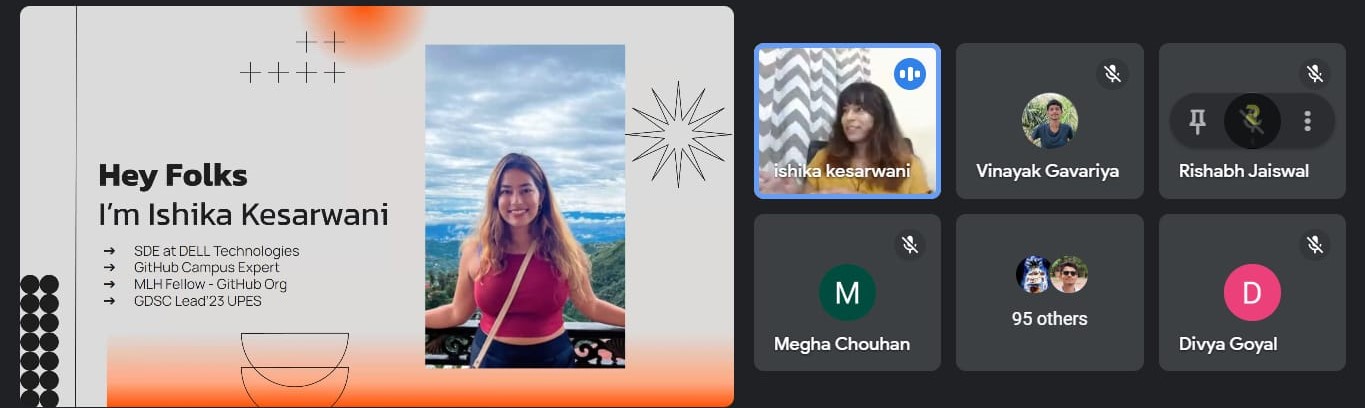 Hey Folks
I'm Ishika Kesarwani
➔ SDE at DELL Technologies
➔ GitHub Campus Expert
➔ MLH Fellow - GitHub Org
➔ GDSC Lead'23 UPES
ishika kesarwani
Vinayak Gavariya
Rishabh Jaiswal
M
Megha Chouhan
95 others
D
Divya Goyal